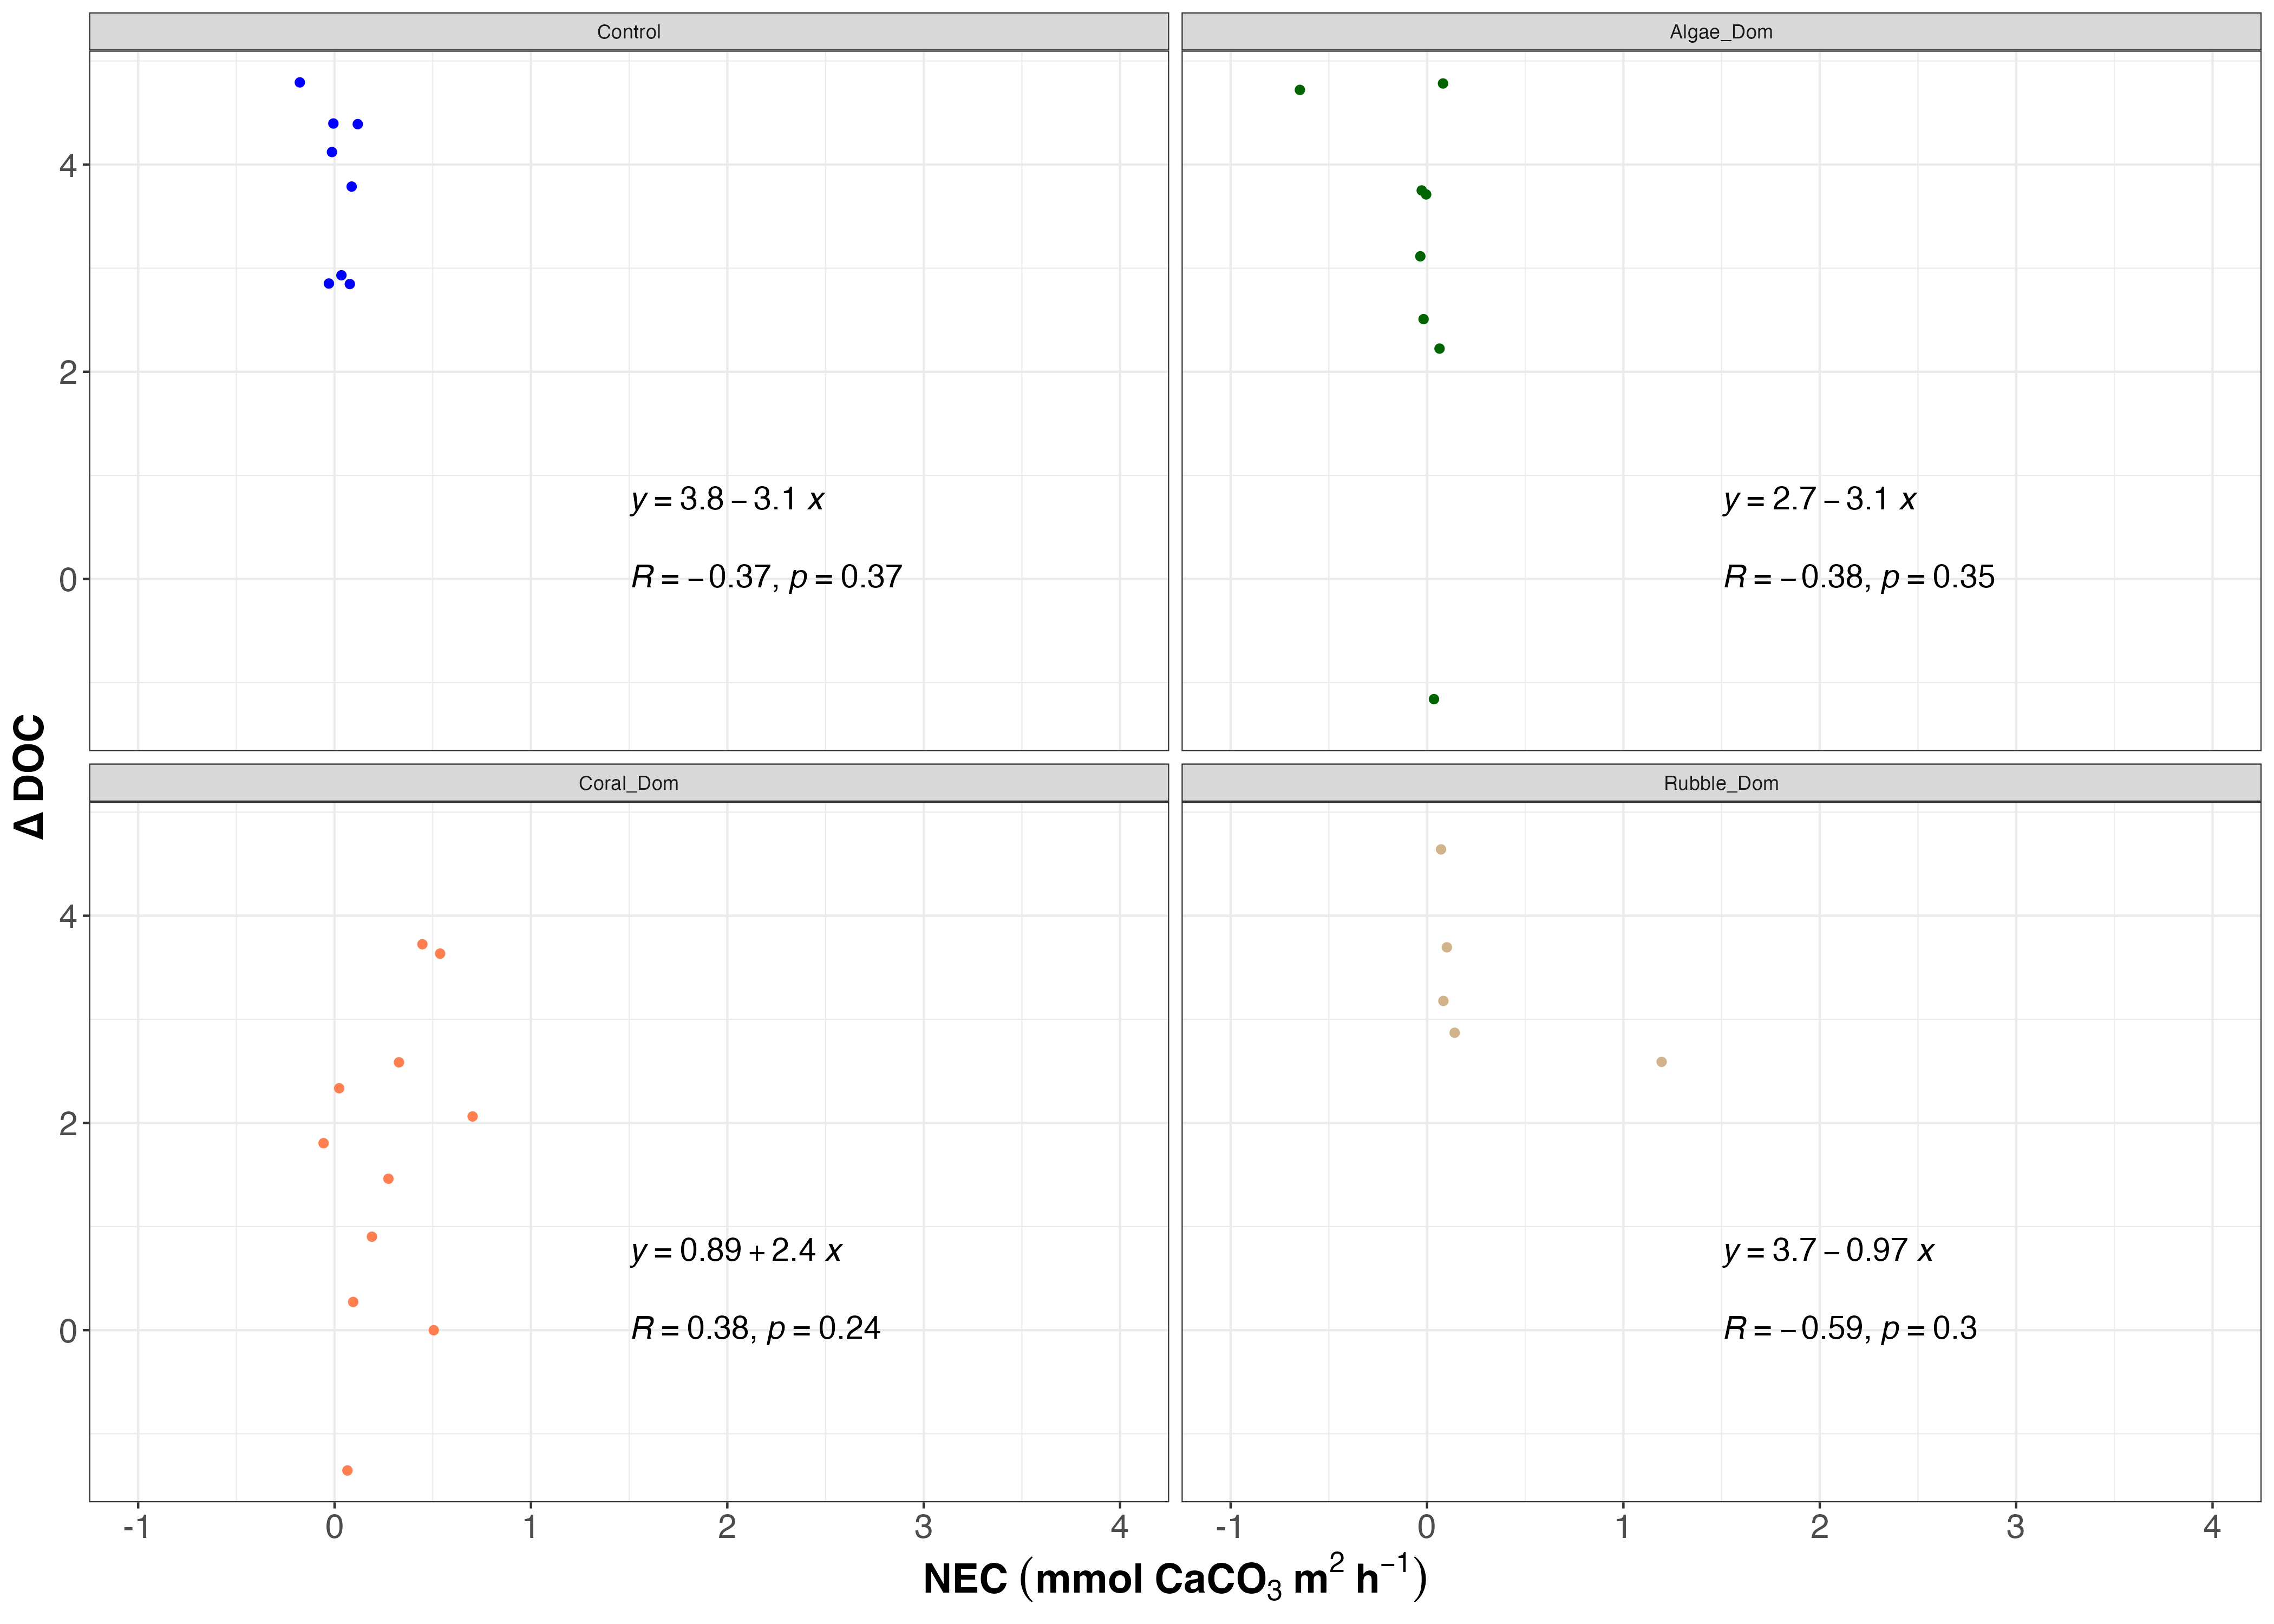 Control
Algae_Dom
4
2
0
y = 3.8 − 3.1 x
R = −0.37, p = 0.37
y = 2.7 − 3.1 x
R = −0.38, p = 0.35
Δ DOC
Coral_Dom
Rubble_Dom
4
2
0
y = 0.89 + 2.4 x
R = 0.38, p = 0.24
y = 3.7 − 0.97 x
R = −0.59, p = 0.3
-1 0 1 2 3 4
-1 0 1 2 3 4
NEC (mmol CaCO₃ m² h⁻¹)